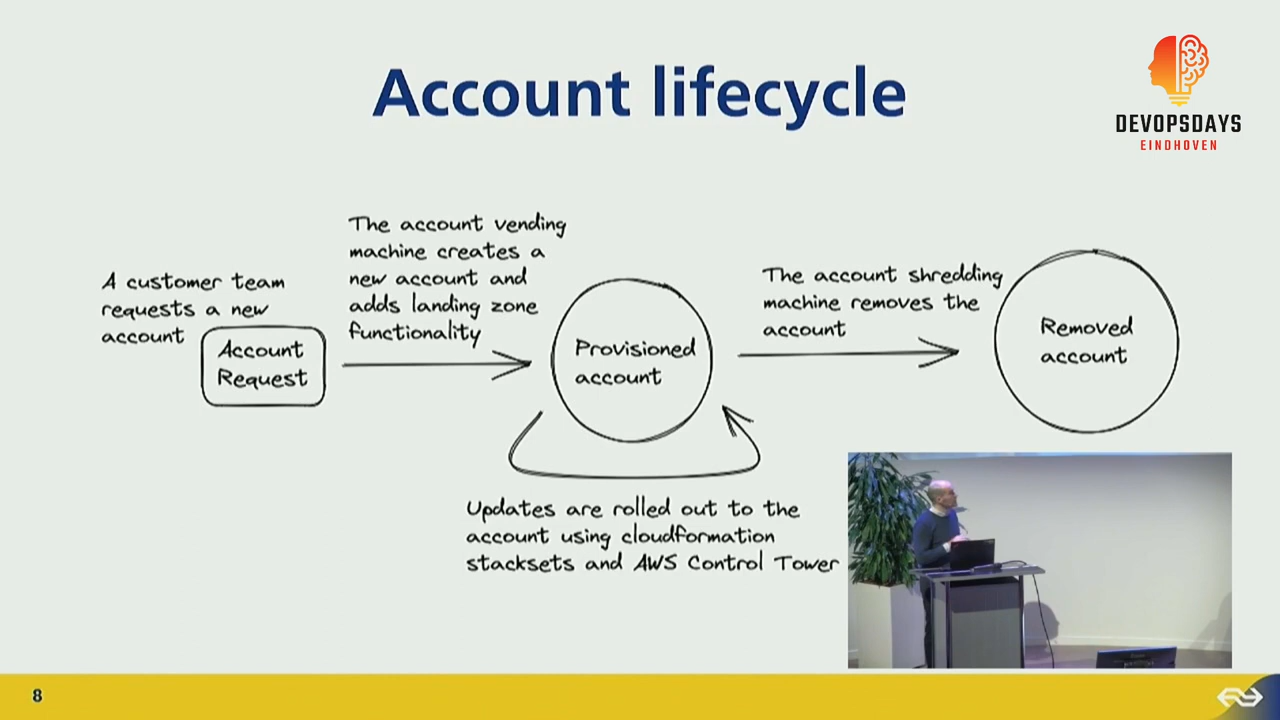 Account lifecycle
DEVOPSDAYS
EINDHOVEN
A customer team
requests a new
account
Account
Request
The account vending
machine creates a
new account and
adds landing zone
functionality
Provisioned
account
Updates are rolled out to the
account using cloudformation
stacksets and AWS Control Tower
The account shredding
machine removes the
account
Removed
account
8